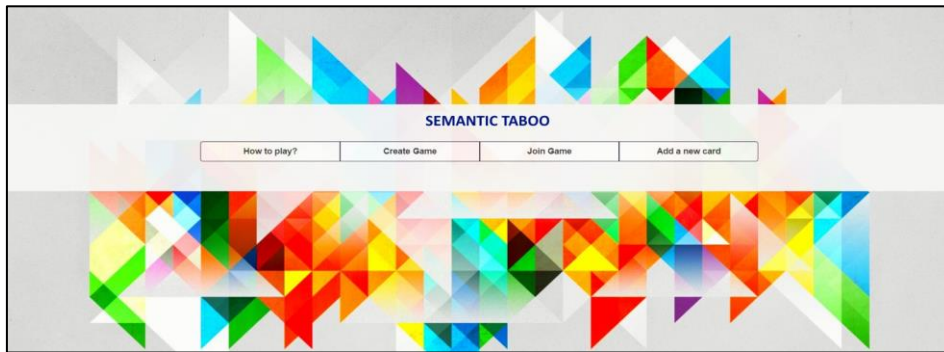 SEMANTIC TABOO
How to play? Create Game Join Game Add a new card